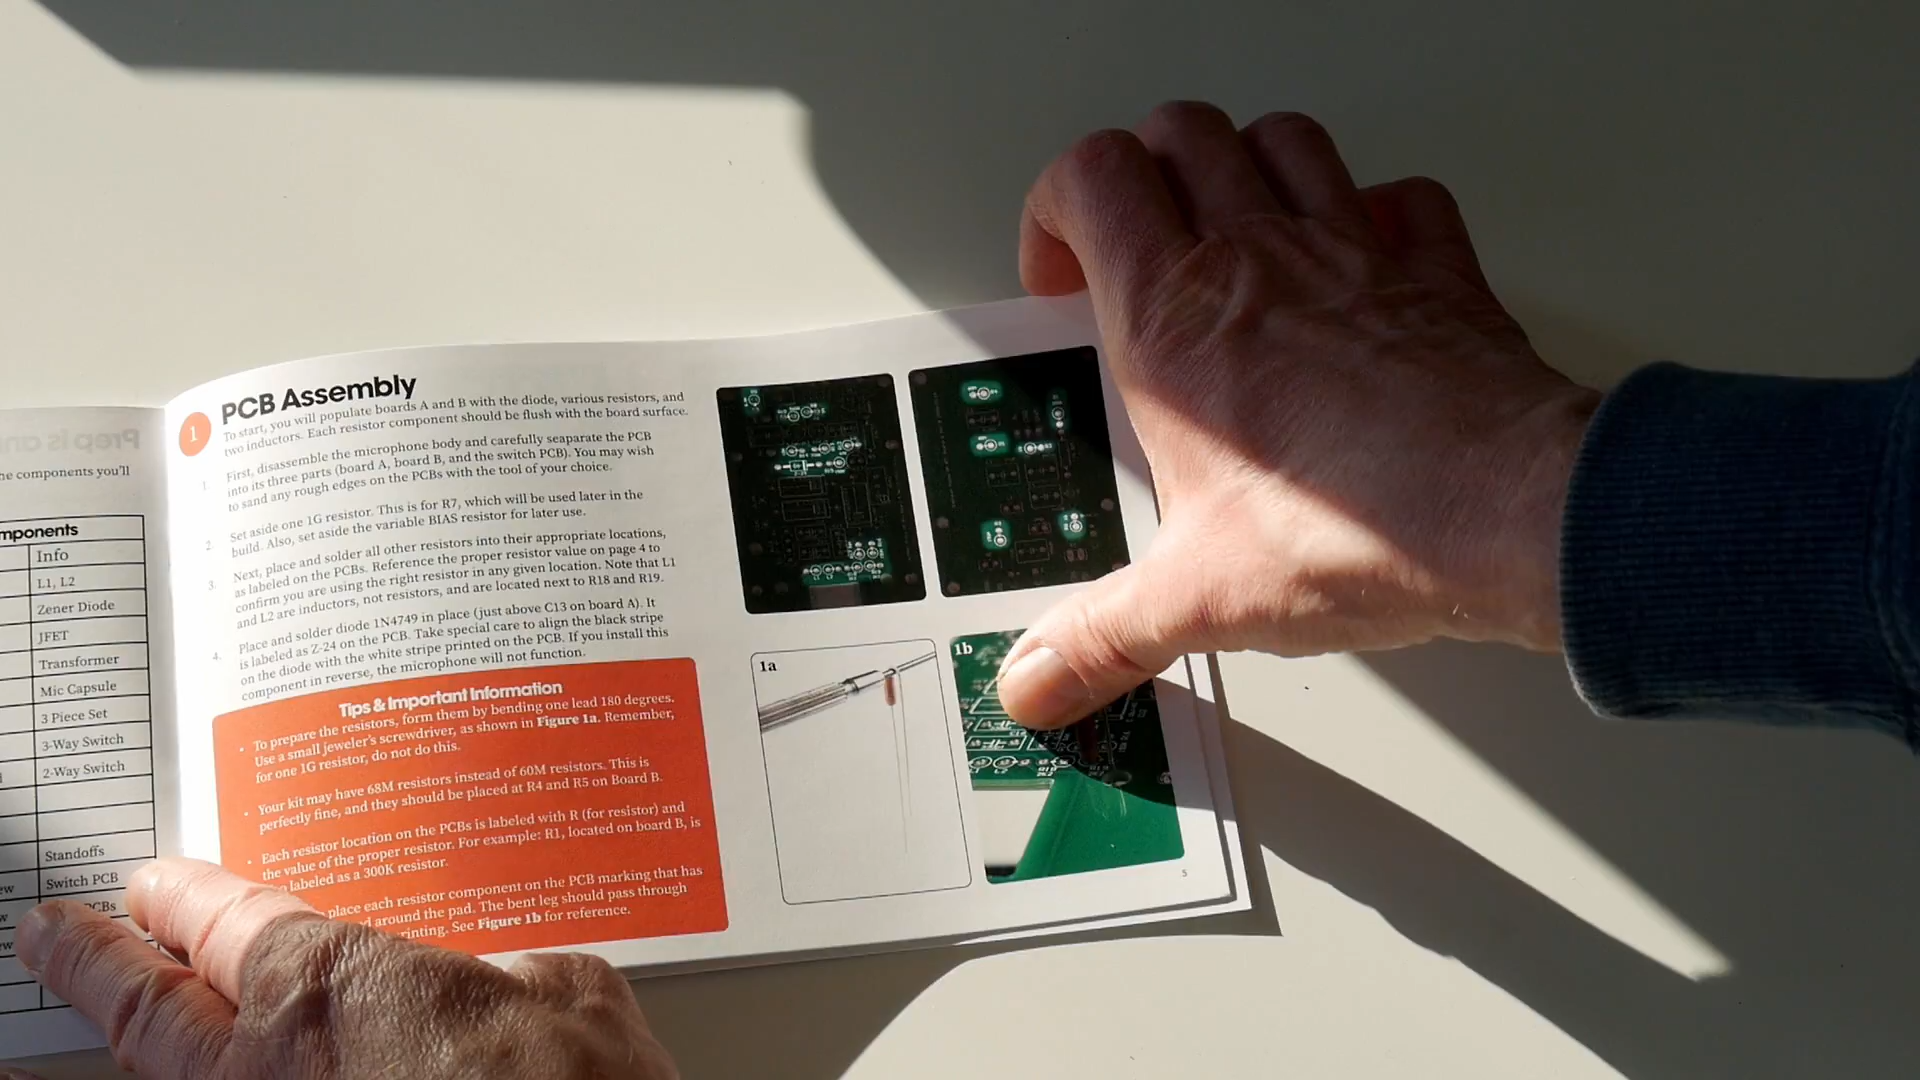 he components you'll
mponents
Info
L1, L2
Zener Diode
JFET
Transformer
Mic Capsule
3 Piece Set
3-Way Switch
2-Way Switch
Standoffs
ew Switch PCB
w PCBs
ew
1 PCB Assembly
To start, you will populate boards A and B with the diode, various resistors, and
two inductors. Each resistor component should be flush with the board surface.
1. First, disassemble the microphone body and carefully seaparate the PCB
into its three parts (board A, board B, and the switch PCB). You may wish
to sand any rough edges on the PCBs with the tool of your choice.
2. Set aside one 1G resistor. This is for R7, which will be used later in the
build. Also, set aside the variable BIAS resistor for later use.
3. Next, place and solder all other resistors into their appropriate locations,
as labeled on the PCBs. Reference the proper resistor value on page 4 to
confirm you are using the right resistor in any given location. Note that L1
and L2 are inductors, not resistors, and are located next to R18 and R19.
4. Place and solder diode 1N4749 in place (just above C13 on board A). It
is labeled as Z-24 on the PCB. Take special care to align the black stripe
on the diode with the white stripe printed on the PCB. If you install this
component in reverse, the microphone will not function.
Tips & Important Information
• To prepare the resistors, form them by bending one lead 180 degrees.
Use a small jeweler's screwdriver, as shown in Figure 1a. Remember,
for one 1G resistor, do not do this.
• Your kit may have 68M resistors instead of 60M resistors. This is
perfectly fine, and they should be placed at R4 and R5 on Board B.
• Each resistor location on the PCBs is labeled with R (for resistor) and
the value of the proper resistor. For example: R1, located on board B, is
labeled as a 300K resistor.
place each resistor component on the PCB marking that has
around the pad. The bent leg should pass through
rinting. See Figure 1b for reference.
1a
1b
5